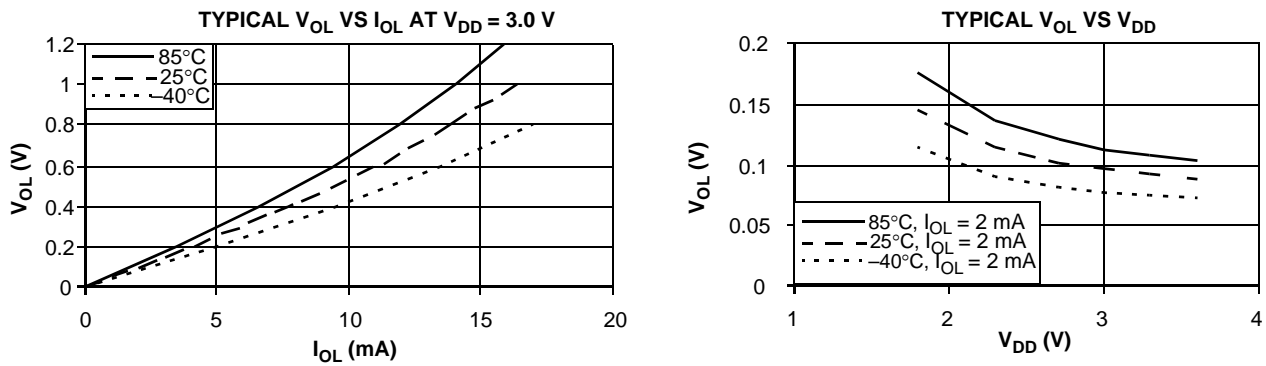 TYPICAL VOL VS IOL AT VDD = 3.0 V
1.2
1
0.8
0.6
0.4
0.2
0
VOL (V)
85°C
25°C
–40°C
0 5 10 15 20
IOL (mA)
TYPICAL VOL VS VDD
0.2
0.15
0.1
0.05
0
VOL (V)
85°C, IOL = 2 mA
25°C, IOL = 2 mA
–40°C, IOL = 2 mA
1 2 3 4
VDD (V)